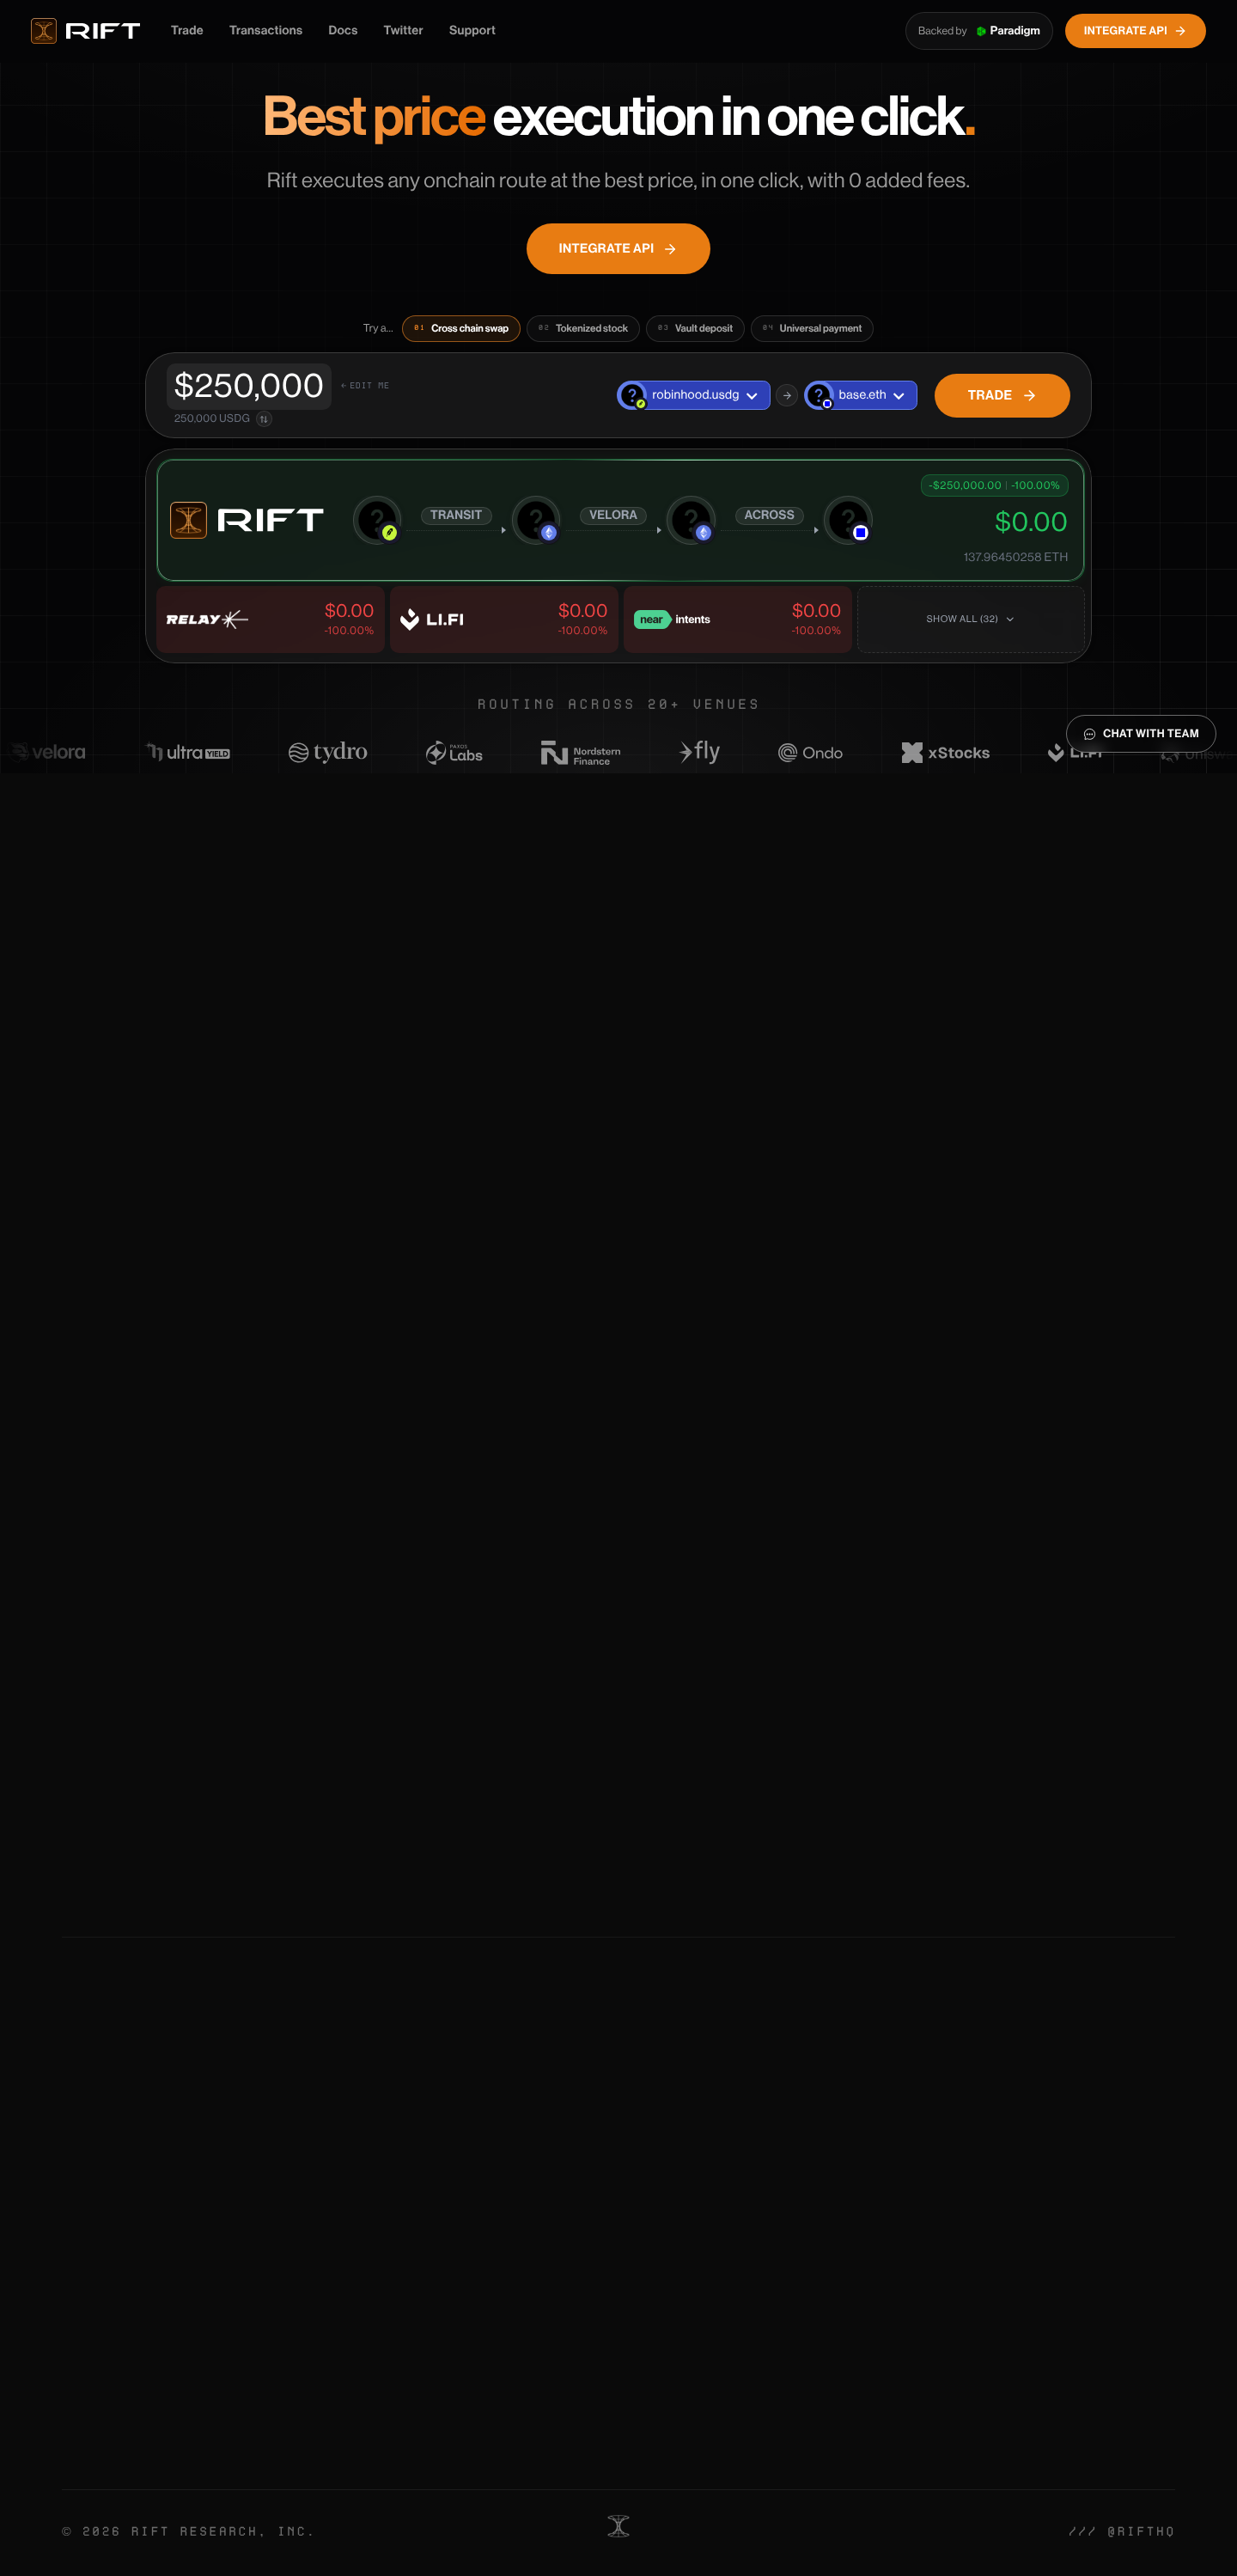 RIFT Trade Transactions Docs Twitter Support Backed by Paradigm INTEGRATE API →
Best price execution in one click.
Rift executes any onchain route at the best price, in one click, with 0 added fees.
INTEGRATE API →
Try a... 01 Cross chain swap 02 Tokenized stock 03 Vault deposit 04 Universal payment
$250,000 ← EDIT ME robinhood.usdg → base.eth TRADE →
250,000 USDG
-$250,000.00 | -100.00%
RIFT ? TRANSIT ? VELORA ? ACROSS ? $0.00
137.96450258 ETH
RELAY $0.00 LI.FI $0.00 near intents $0.00 SHOW ALL (32)
-100.00% -100.00% -100.00%
ROUTING ACROSS 20+ VENUES
CHAT WITH TEAM
velora ultra YIELD tydro PAXOS Labs Nordstern Finance fly Ondo xStocks LI.FI
© 2026 RIFT RESEARCH, INC. /// @RIFTHQ